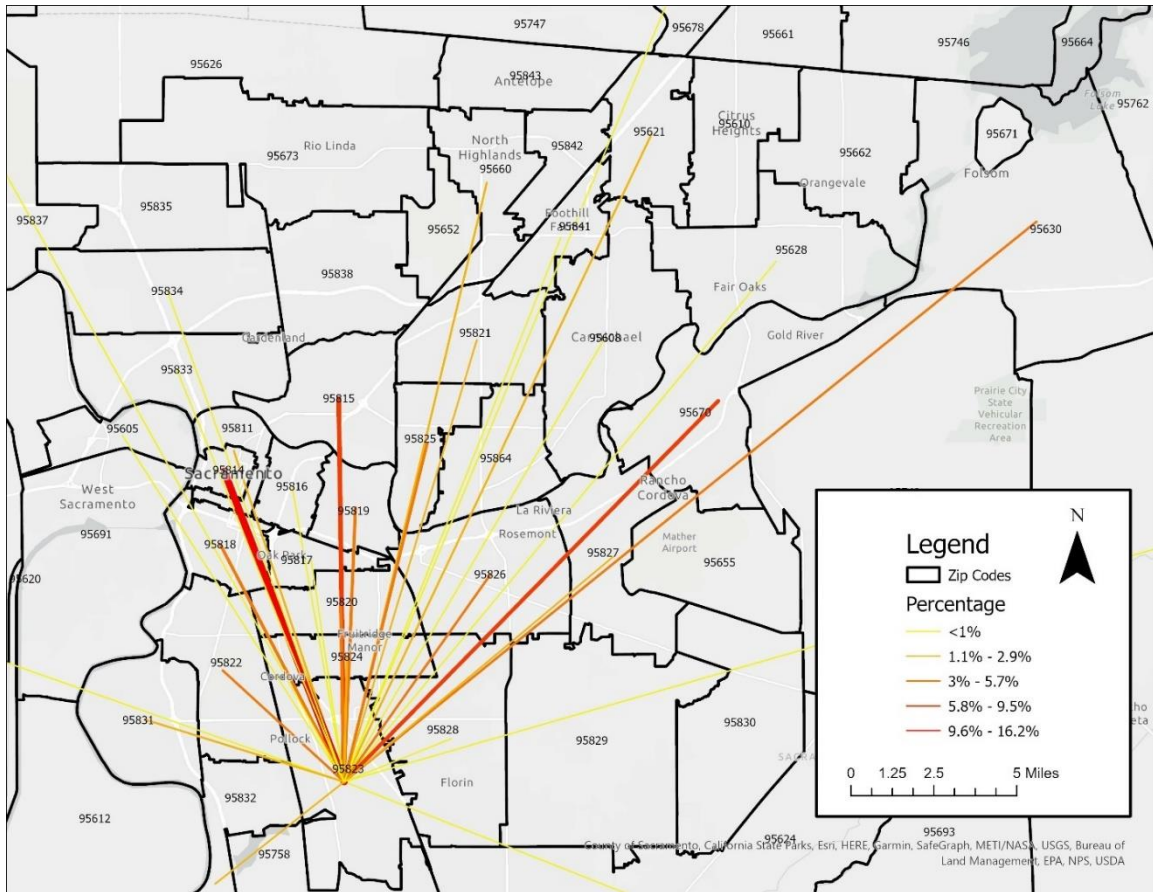 95747
95678
95661
95746
95664
95626
95843
Antelope
Folsom
Lake
95762
95621
Citrus
95610
Heights
95671
Rio Linda
North
Highlands
95842
95673
95660
95662
Folsom
Orangevale
95835
95837
95652
Foothill
95841
95630
95838
95628
95834
Fair Oaks
95821
95608
Gold River
95833
95815
95670
Prairie City
State
Vehicular
Recreation
Area
95605
95811
95825
95864
95814
Sacramento
95816
West
Sacramento
Rancho
Cordova
95819
La Riviera
Rosemont
95691
95818
Oak Park
95817
Mather
Airport
95827
95655
95620
95826
95820
Fruitridge
Manor
95824
95822
Cordova
95831
Pollock
95828
95829
95830
95823
Florin
95832
95612
95758
95624
95693
Legend
Zip Codes
Percentage
<1%
1.1% - 2.9%
3% - 5.7%
5.8% - 9.5%
9.6% - 16.2%
N
0 1.25 2.5 5 Miles
County of Sacramento, California State Parks, Esri, HERE, Garmin, SafeGraph, METI/NASA, USGS, Bureau of
Land Management, EPA, NPS, USDA